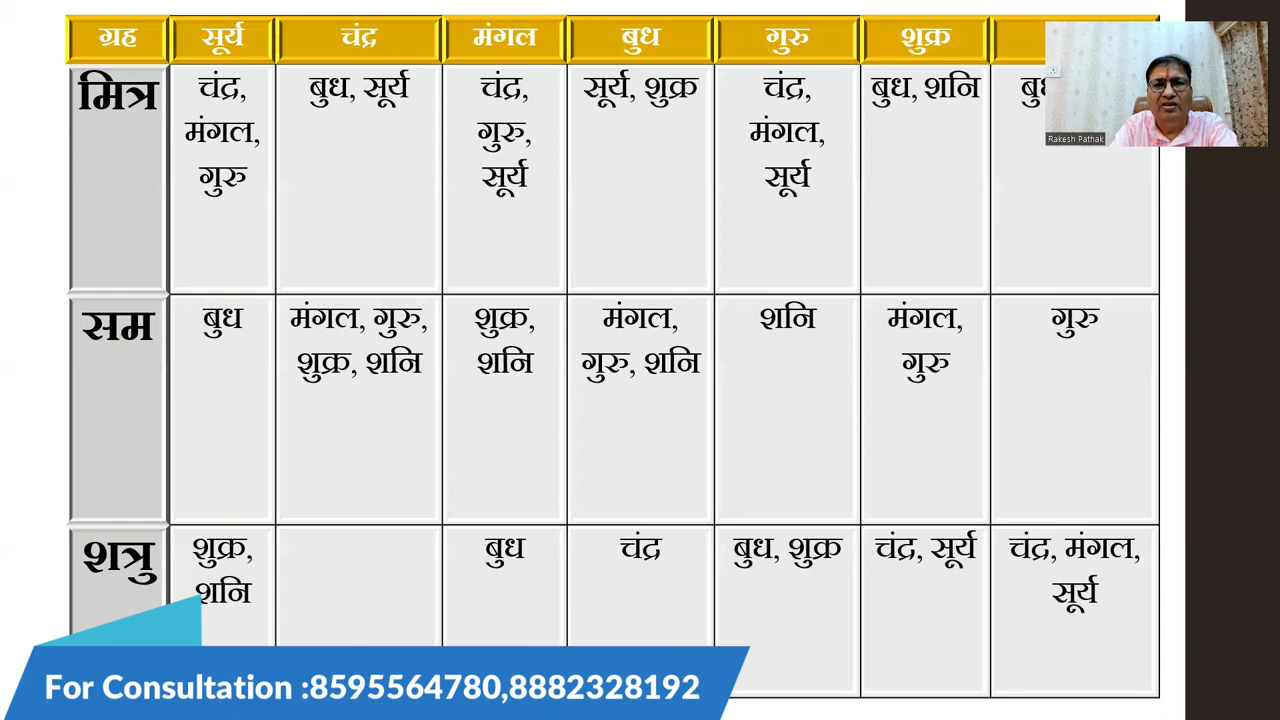 ग्रह सूर्य चंद्र मंगल बुध गुरु शुक्र
मित्र चंद्र, बुध, सूर्य चंद्र, सूर्य, शुक्र चंद्र, बुध, शनि
मंगल, गुरु, मंगल,
गुरु सूर्य सूर्य
Rakesh Pathak
सम बुध मंगल, गुरु, शुक्र, मंगल, शनि मंगल, गुरु
शुक्र, शनि शनि गुरु, शनि गुरु
शत्रु शुक्र, बुध चंद्र बुध, शुक्र चंद्र, सूर्य चंद्र, मंगल,
शनि सूर्य
For Consultation :8595564780,8882328192